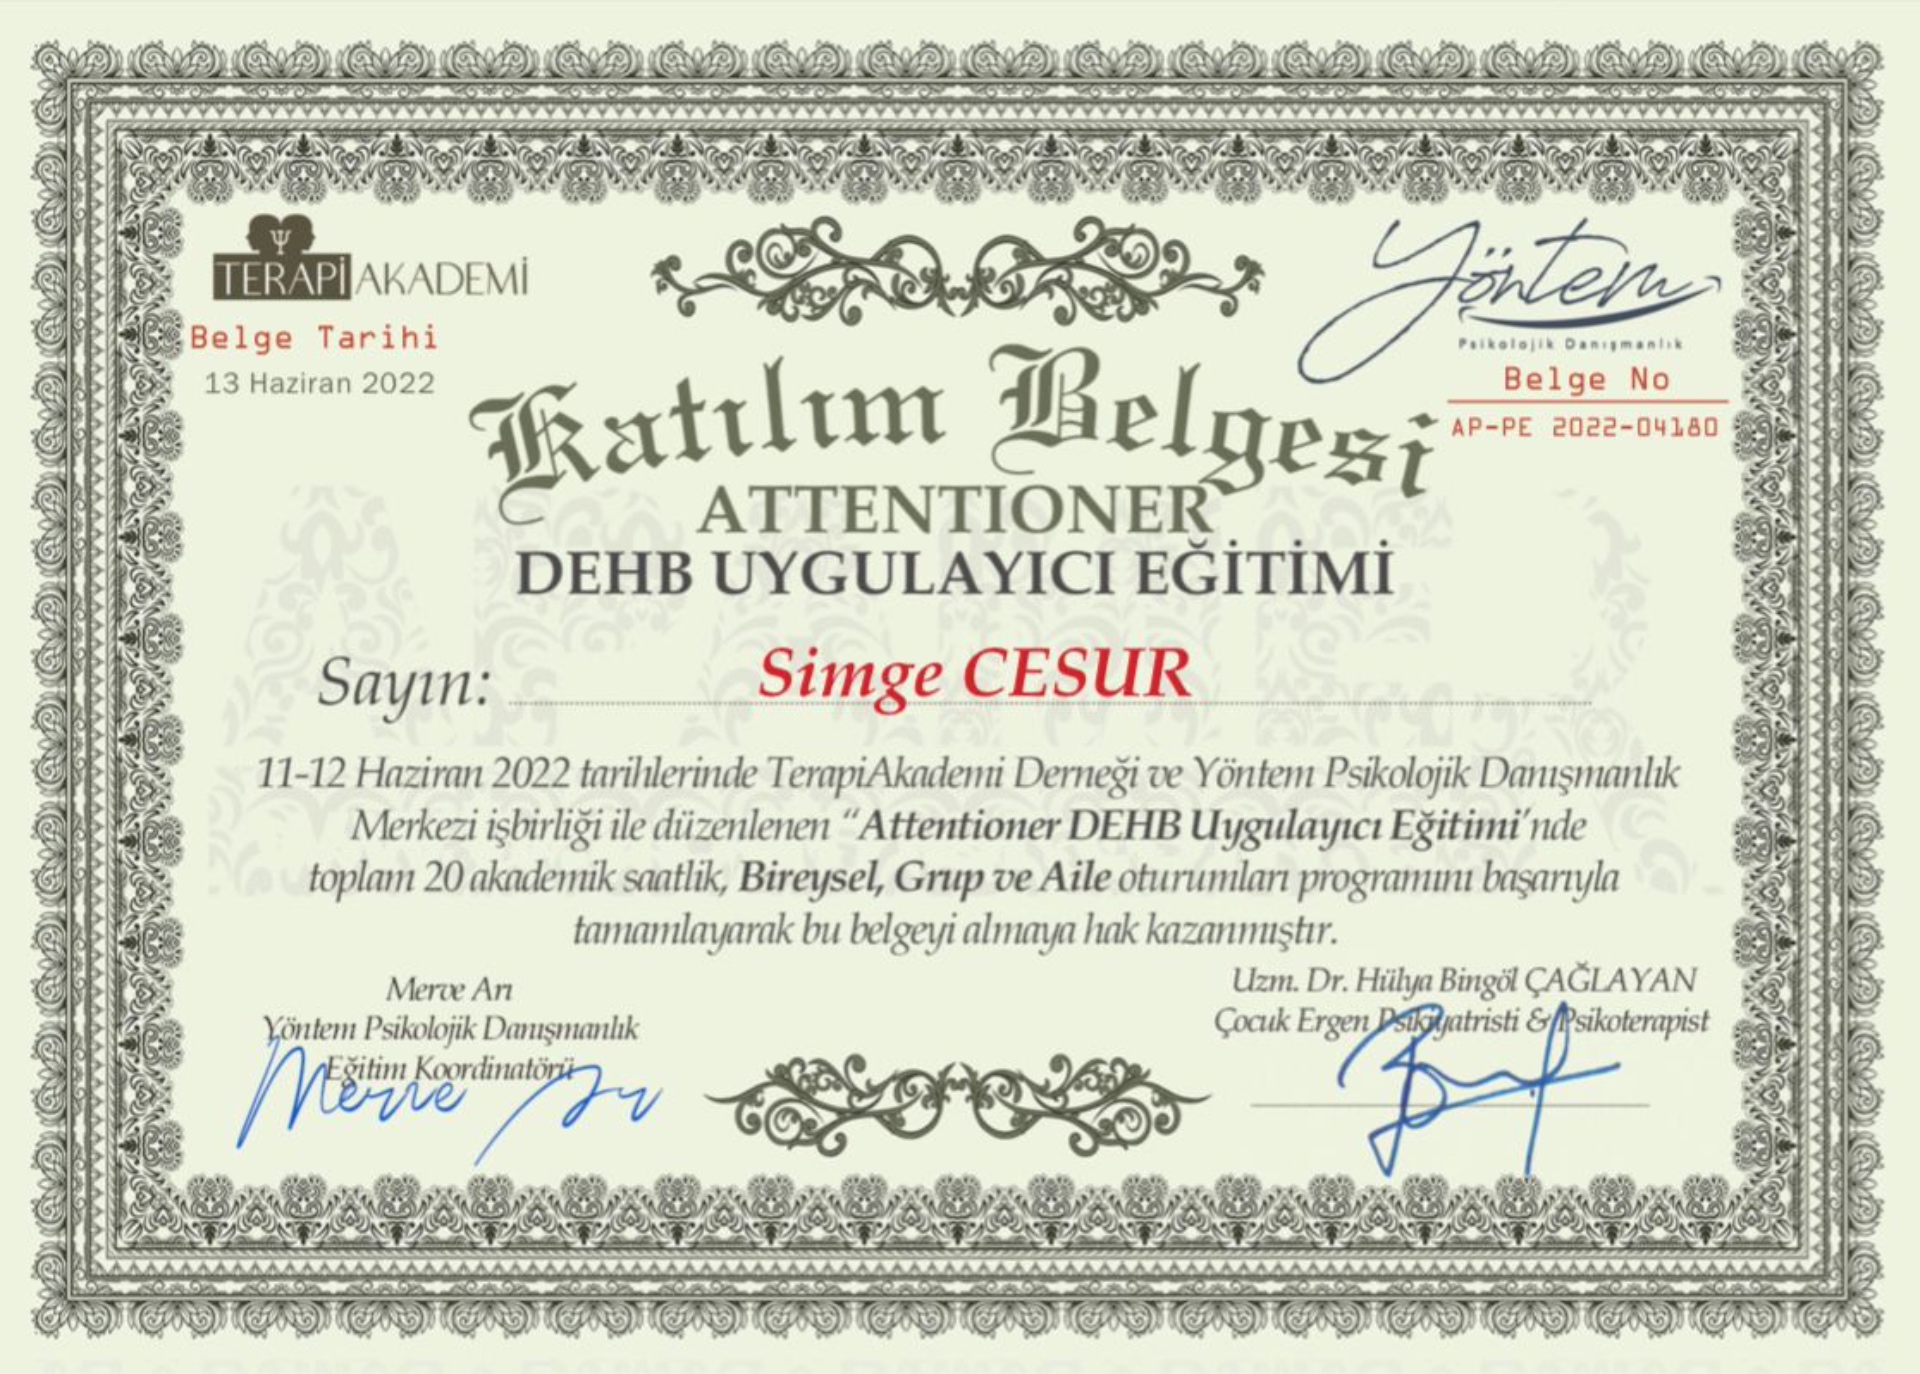 TERAPİ AKADEMİ
Belge Tarihi
13 Haziran 2022
Yöntem
Psikolojik Danışmanlık
Belge No
AP-PE 2022-04180
Katılım Belgesi
ATTENTIONER
DEHB UYGULAYICI EĞİTİMİ
Sayın: Simge CESUR
11-12 Haziran 2022 tarihlerinde TerapiAkademi Derneği ve Yöntem Psikolojik Danışmanlık
Merkezi işbirliği ile düzenlenen “Attentioner DEHB Uygulayıcı Eğitimi’nde
toplam 20 akademik saatlik, Bireysel, Grup ve Aile oturumları programını başarıyla
tamamlayarak bu belgeyi almaya hak kazanmıştır.
Merve Arı
Yöntem Psikolojik Danışmanlık
Eğitim Koordinatörü
Merve Arı
Uzm. Dr. Hülya Bingöl ÇAĞLAYAN
Çocuk Ergen Psikiyatristi & Psikoterapist